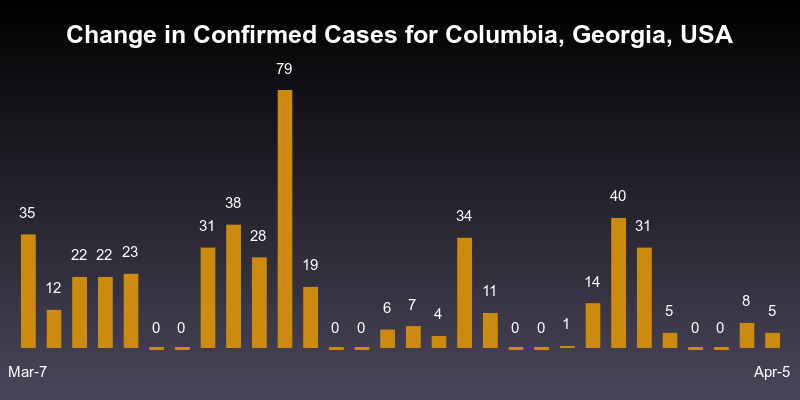 Change in Confirmed Cases for Columbia, Georgia, USA
35 12 22 22 23 0 0 31 38 28 79 19 0 0 6 7 4 34 11 0 0 1 14 40 31 5 0 0 8 5
Mar-7 Apr-5